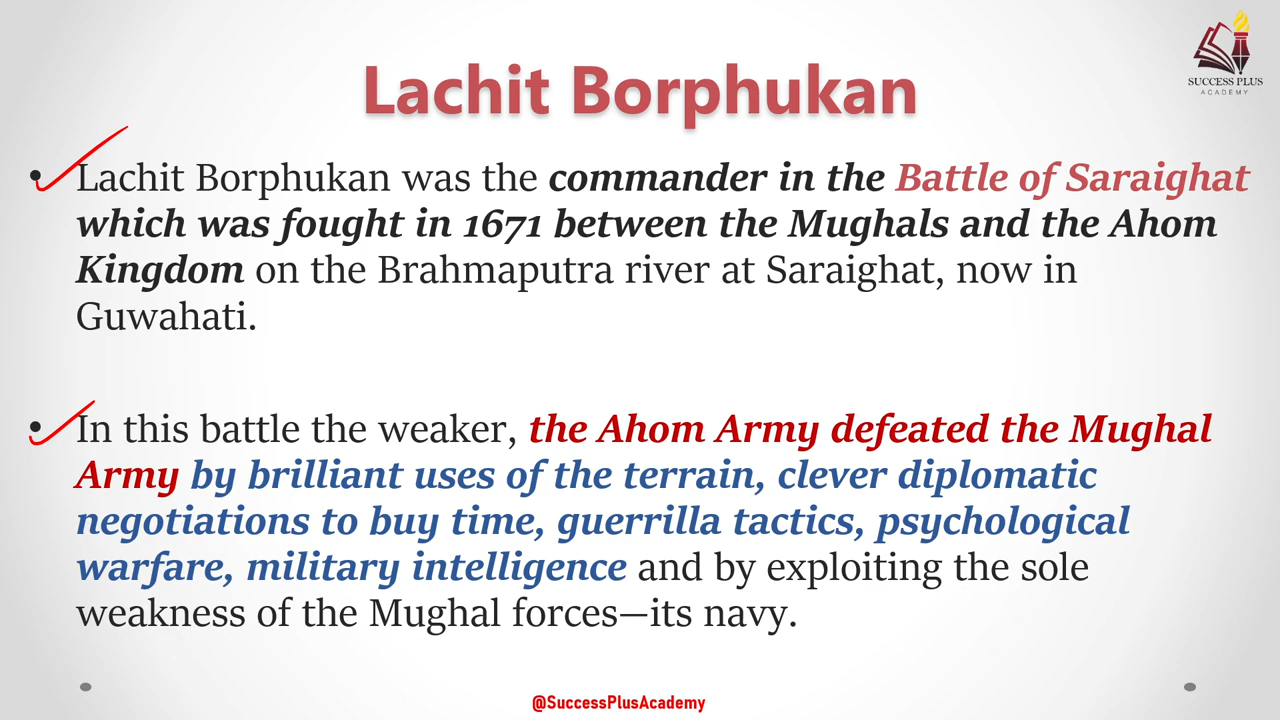 SUCCESS PLUS
ACADEMY
Lachit Borphukan
• Lachit Borphukan was the commander in the Battle of Saraighat
which was fought in 1671 between the Mughals and the Ahom
Kingdom on the Brahmaputra river at Saraighat, now in
Guwahati.
• In this battle the weaker, the Ahom Army defeated the Mughal
Army by brilliant uses of the terrain, clever diplomatic
negotiations to buy time, guerrilla tactics, psychological
warfare, military intelligence and by exploiting the sole
weakness of the Mughal forces—its navy.
@SuccessPlusAcademy